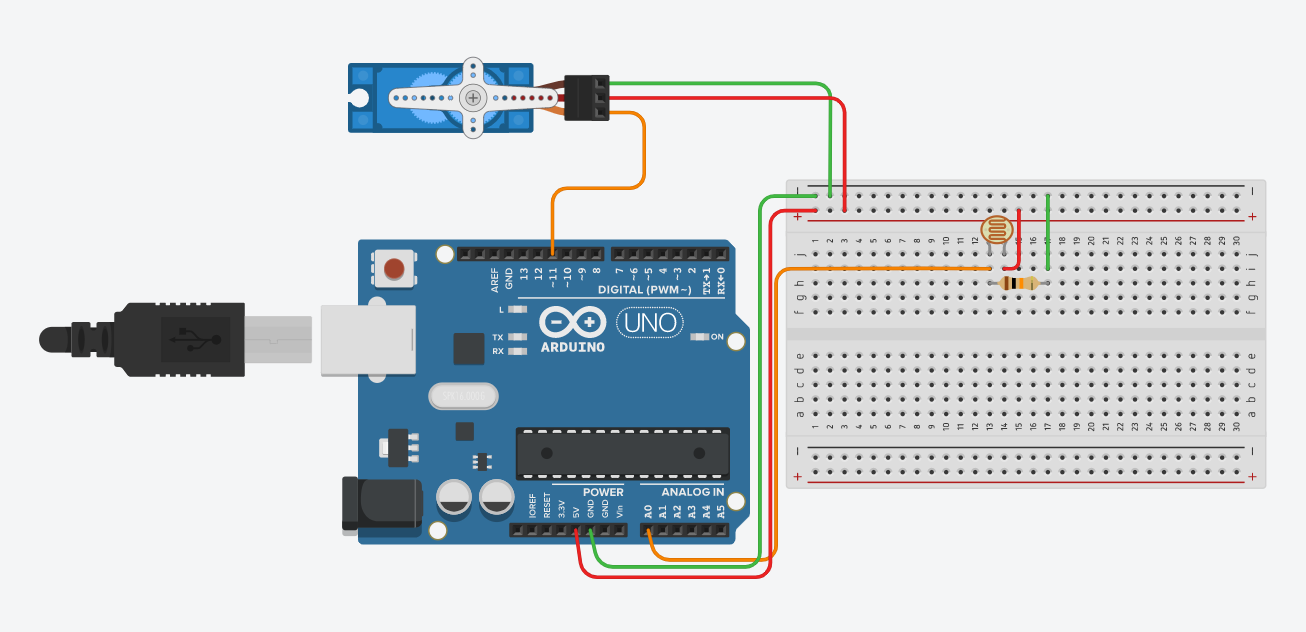 AREF
GND
13
12
~11
~10
~9
8
7
~6
~5
4
~3
2
TX→1
RX←0
DIGITAL (PWM~)
L
TX
RX
UNO
ON
ARDUINO
POWER
ANALOG IN
IOREF
RESET
3.3V
5V
GND
GND
Vin
A0
A1
A2
A3
A4
A5
− −
+ +
1 2 3 4 5 6 7 8 9 10 11 12 13 14 15 16 17 18 19 20 21 22 23 24 25 26 27 28 29 30
j j
i i
h h
g g
f f
e e
d d
c c
b b
a a
1 2 3 4 5 6 7 8 9 10 11 12 13 14 15 16 17 18 19 20 21 22 23 24 25 26 27 28 29 30
− −
+ +